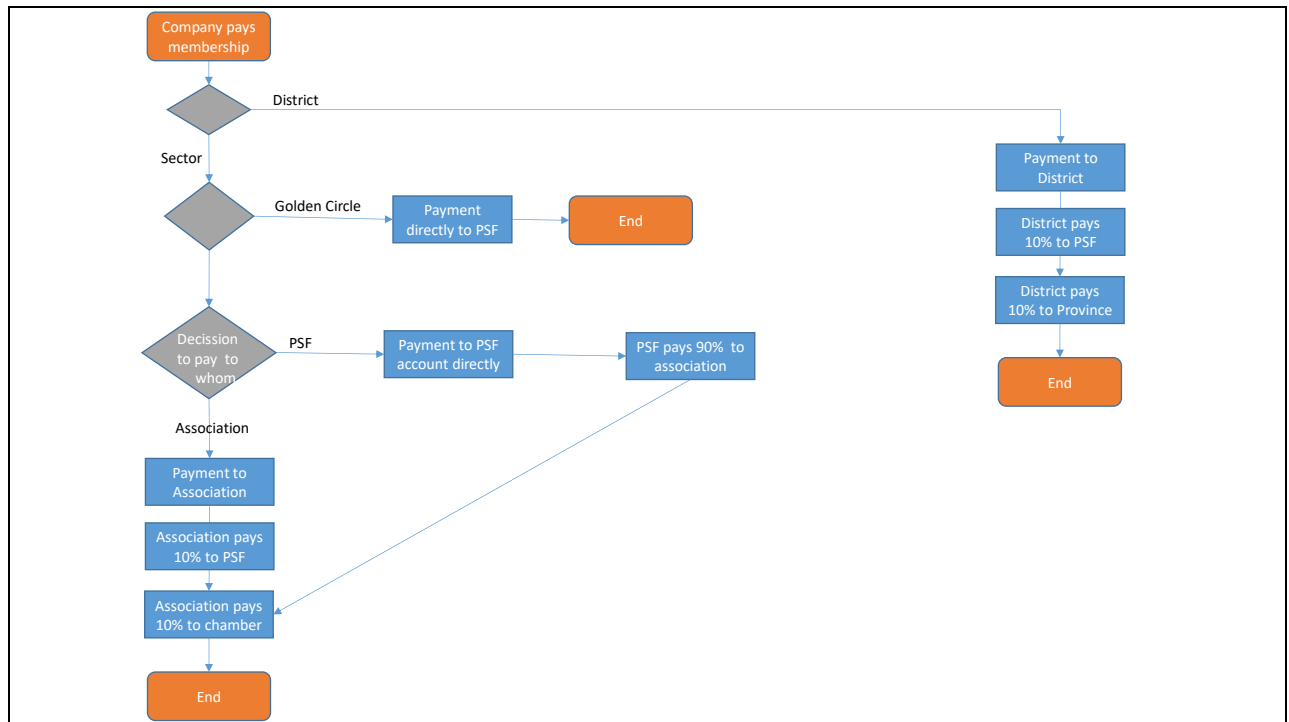 Company pays
membership
District
Sector
Payment to
District
Golden Circle
Payment
directly to PSF
End
District pays
10% to PSF
District pays
10% to Province
Decission
to pay to
whom
PSF
Payment to PSF
account directly
PSF pays 90% to
association
End
Association
Payment to
Association
Association pays
10% to PSF
Association pays
10% to chamber
End